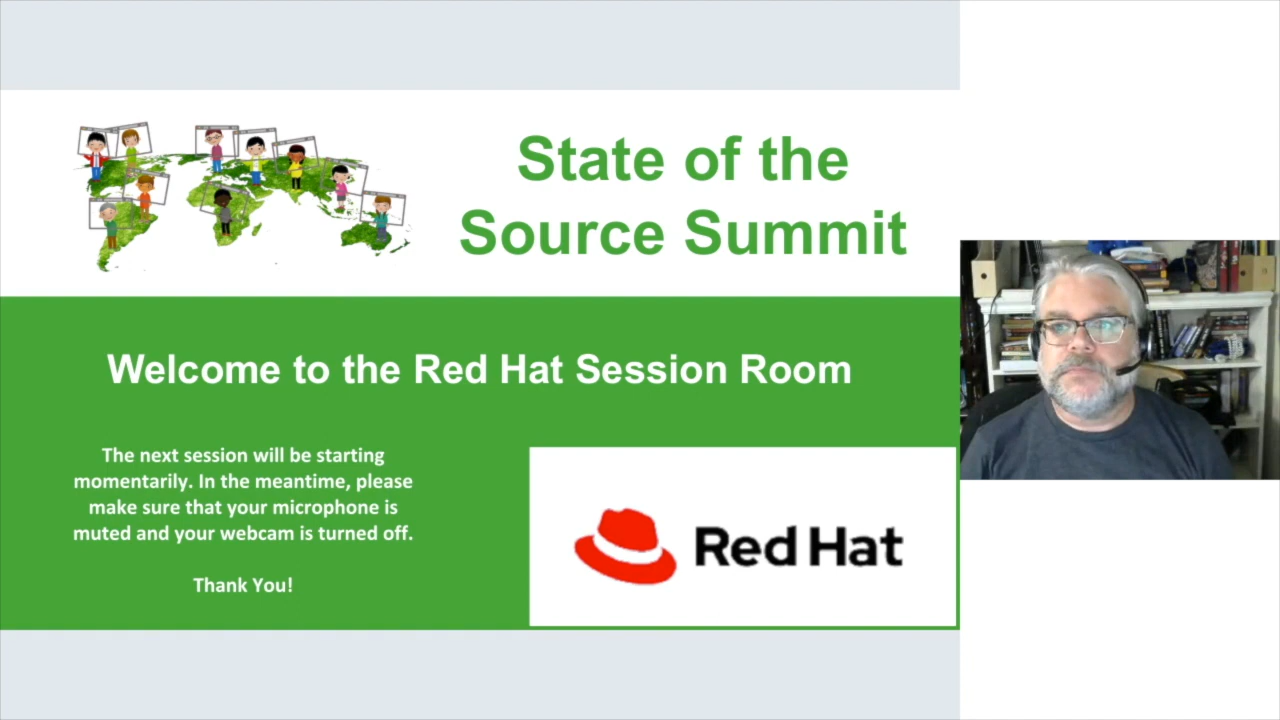 State of the
Source Summit
Welcome to the Red Hat Session Room
The next session will be starting
momentarily. In the meantime, please
make sure that your microphone is
muted and your webcam is turned off.
Thank You!
Red Hat